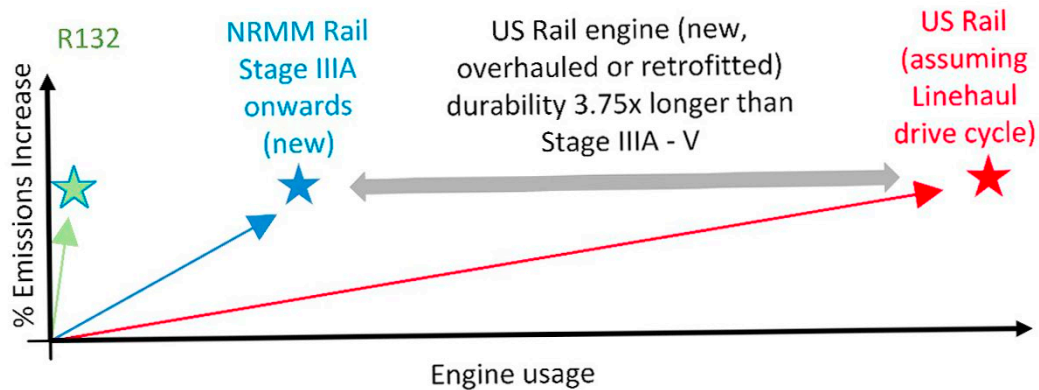 R132
NRMM Rail
Stage IIIA
onwards
(new)
US Rail engine (new,
overhauled or retrofitted)
durability 3.75x longer than
Stage IIIA - V
US Rail
(assuming
Linehaul
drive cycle)
% Emissions Increase
Engine usage